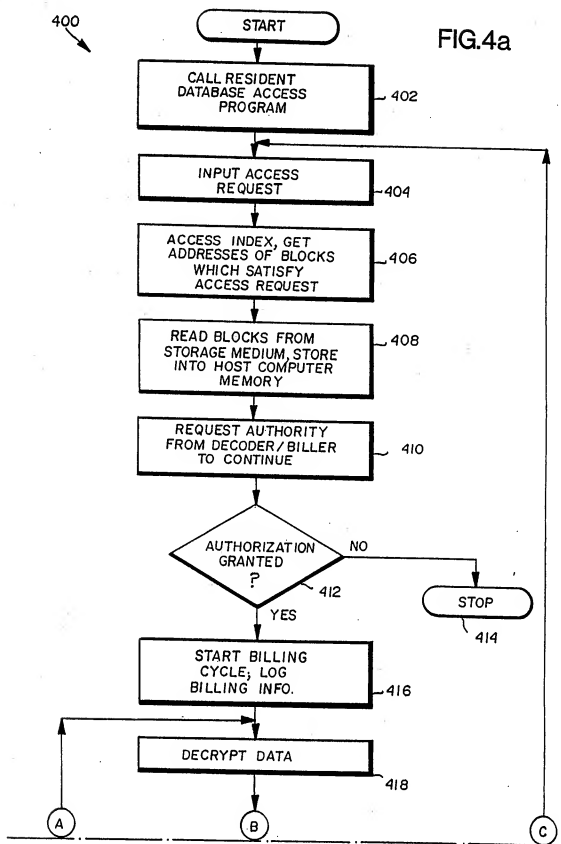 400
START
FIG.4a
CALL RESIDENT
DATABASE ACCESS
PROGRAM
402
INPUT ACCESS
REQUEST
404
ACCESS INDEX, GET
ADDRESSES OF BLOCKS
WHICH SATISFY
ACCESS REQUEST
406
READ BLOCKS FROM
STORAGE MEDIUM, STORE
INTO HOST COMPUTER
MEMORY
408
REQUEST AUTHORITY
FROM DECODER/BILLER
TO CONTINUE
410
AUTHORIZATION
GRANTED
?
412
NO
STOP
414
YES
START BILLING
CYCLE; LOG
BILLING INFO.
416
DECRYPT DATA
418
A
B
C